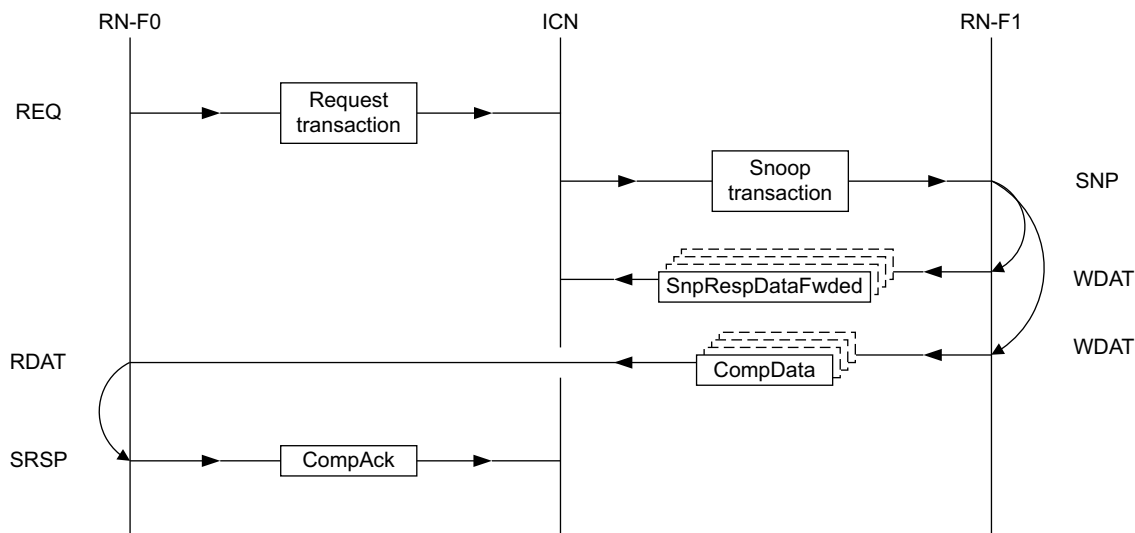 RN-F0
ICN
RN-F1
REQ
Request
transaction
Snoop
transaction
SNP
SnpRespDataFwded
WDAT
RDAT
CompData
WDAT
SRSP
CompAck